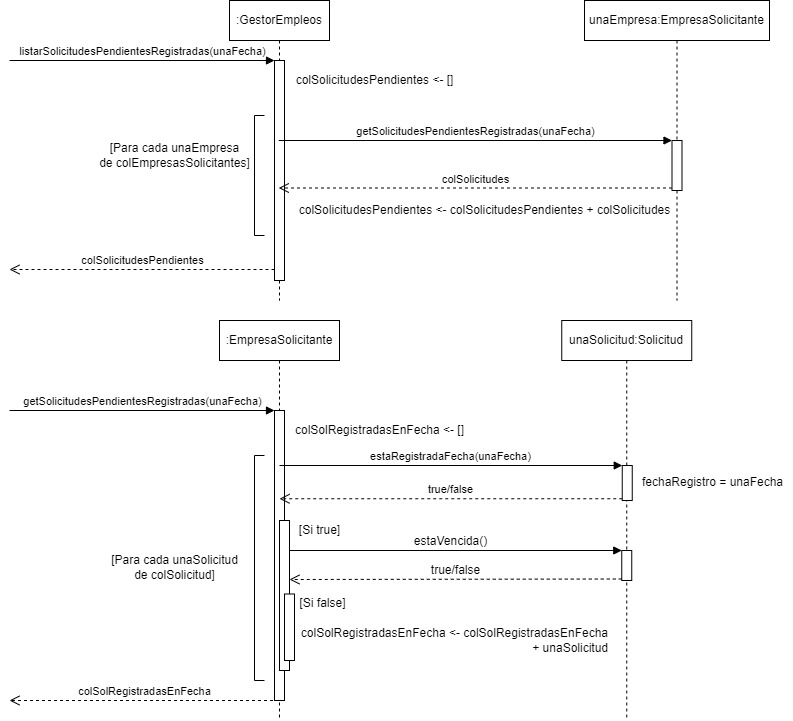 :GestorEmpleos
unaEmpresa:EmpresaSolicitante
listarSolicitudesPendientesRegistradas(unaFecha)
colSolicitudesPendientes <- []
getSolicitudesPendientesRegistradas(unaFecha)
[Para cada unaEmpresa
de colEmpresasSolicitantes]
colSolicitudes
colSolicitudesPendientes <- colSolicitudesPendientes + colSolicitudes
colSolicitudesPendientes
:EmpresaSolicitante
unaSolicitud:Solicitud
getSolicitudesPendientesRegistradas(unaFecha)
colSolRegistradasEnFecha <- []
estaRegistradaFecha(unaFecha)
fechaRegistro = unaFecha
true/false
[Si true]
estaVencida()
[Para cada unaSolicitud
de colSolicitud]
true/false
[Si false]
colSolRegistradasEnFecha <- colSolRegistradasEnFecha
+ unaSolicitud
colSolRegistradasEnFecha